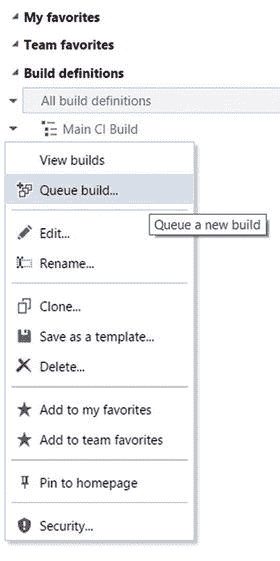 My favorites
Team favorites
Build definitions
All build definitions
Main CI Build
View builds
Queue build...
Queue a new build
Edit...
Rename...
Clone...
Save as a template...
Delete...
Add to my favorites
Add to team favorites
Pin to homepage
Security...